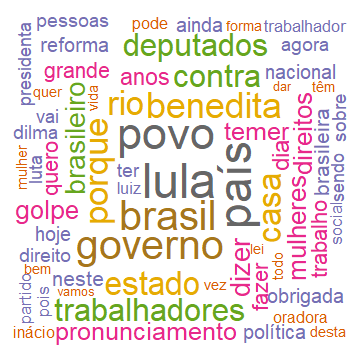 pessoas
pode
ainda
forma
trabalhador
presidenta
reforma
deputados
agora
grande
anos
contra
nacional
quer
vida
dar
têm
brasileiro
rio
benedita
direitos
vai
dilma
porque
povo
temer
dia
brasileira
sobre
mulher
luta
quero
ter
luiz
lula
país
casa
mulheres
trabalho
social
sendo
golpe
brasil
hoje
governo
dizer
lei
direito
bem
neste
estado
vez
fazer
todo
obrigada
partido
pois
vamos
trabalhadores
oradora
inácio
pronunciamento
política
desta